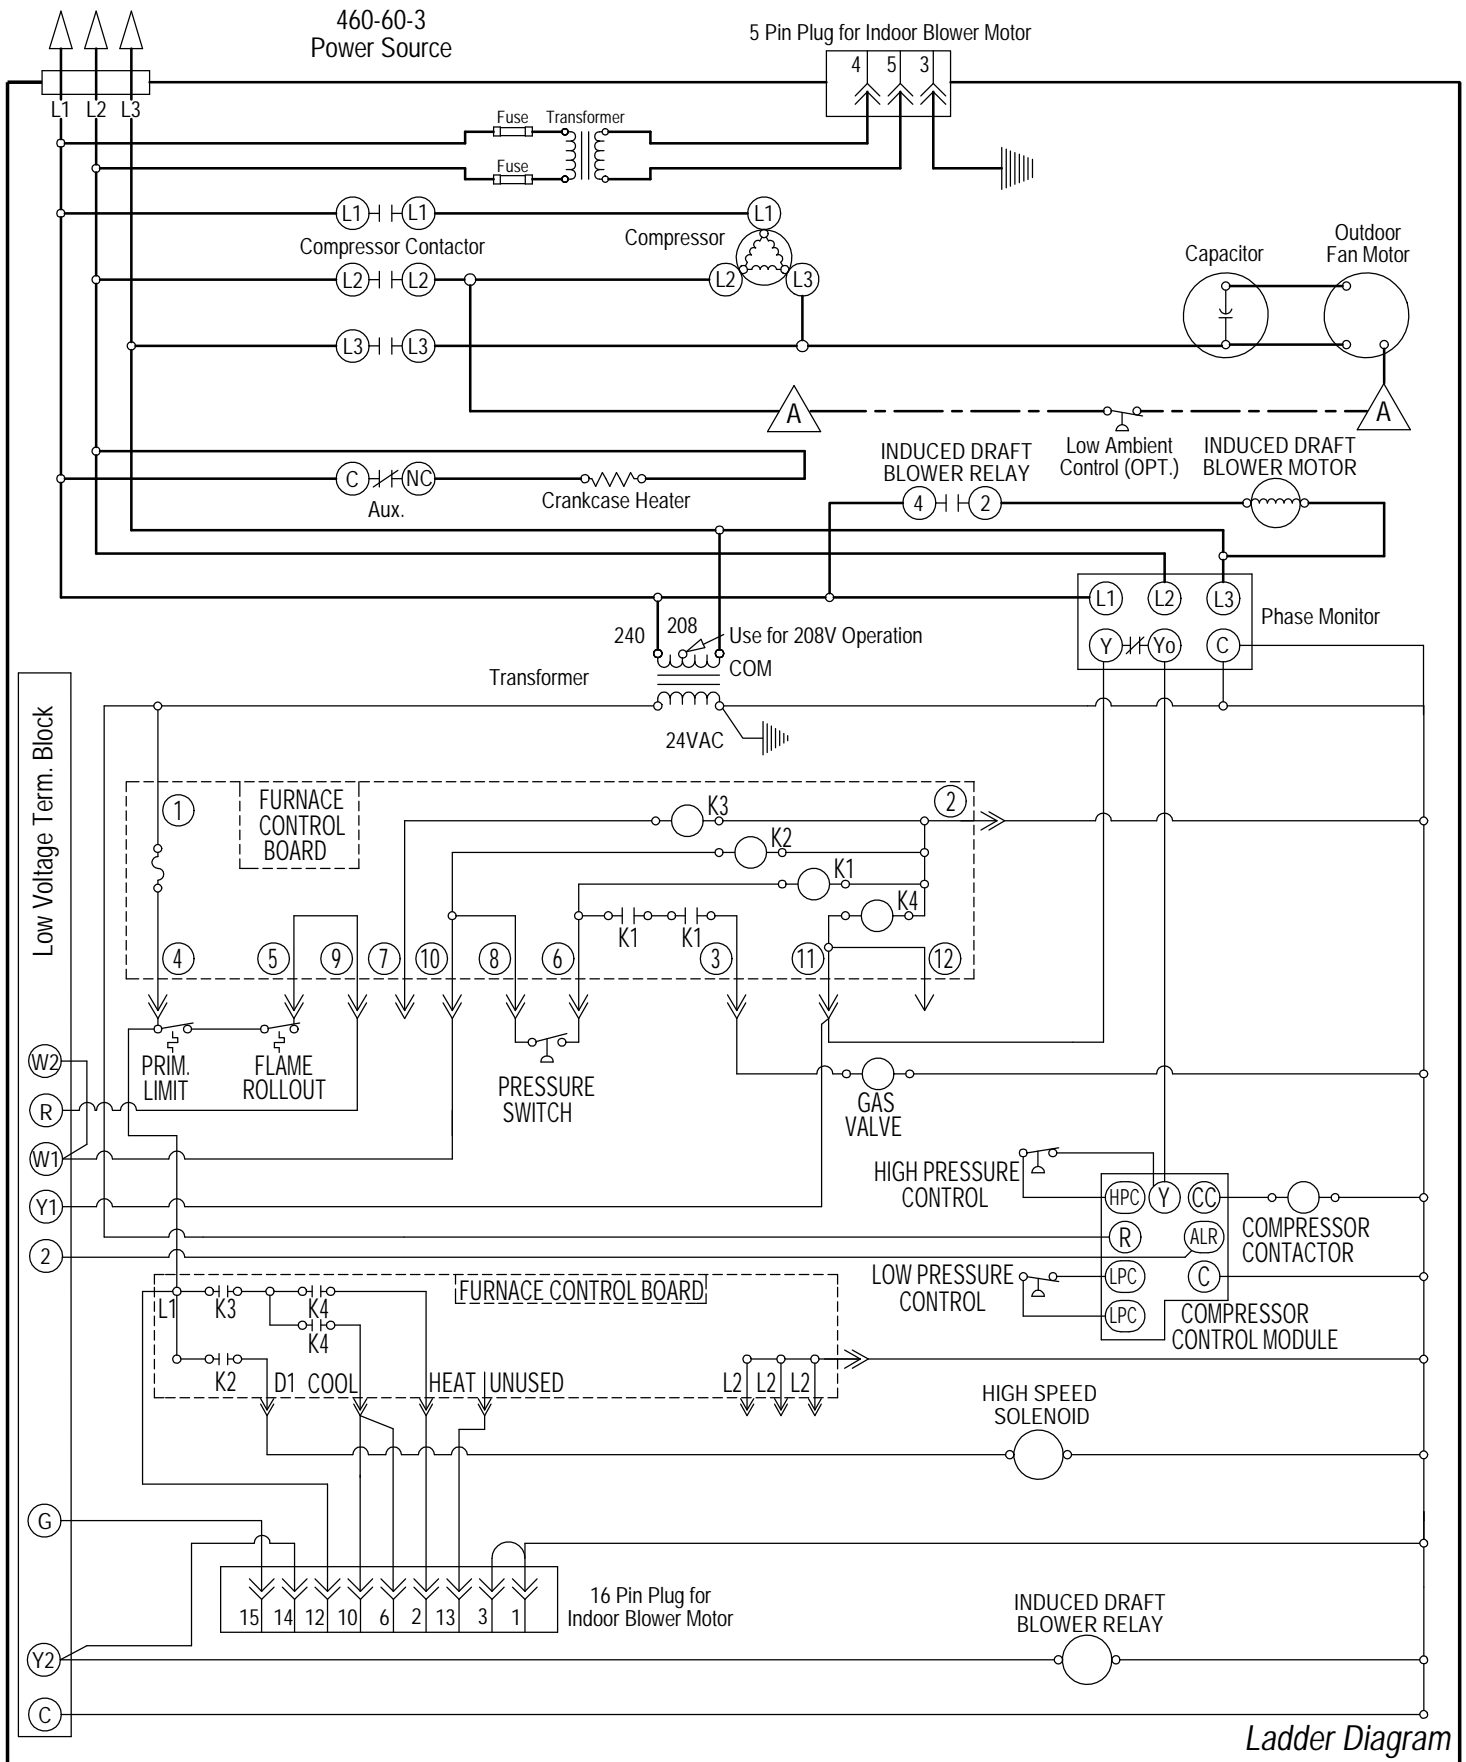 460-60-3
Power Source
5 Pin Plug for Indoor Blower Motor
4 5 3
L1 L2 L3
Fuse Transformer
Fuse
L1 L1 L1
Compressor Contactor
Compressor
L2 L2 L2 L3
Capacitor
Outdoor
Fan Motor
L3 L3
A A
Low Ambient
Control (OPT.)
INDUCED DRAFT
BLOWER RELAY
INDUCED DRAFT
BLOWER MOTOR
C NC
Aux.
Crankcase Heater
4 2
L1 L2 L3
Phase Monitor
240 208 Use for 208V Operation
COM
Y Yo C
Transformer
24VAC
Low Voltage Term. Block
FURNACE
CONTROL
BOARD
1 K3 2
K2
K1
K4
K1 K1
4 5 9 7 10 8 6 3 11 12
PRIM.
LIMIT
FLAME
ROLLOUT
PRESSURE
SWITCH
GAS
VALVE
W2
R
W1
Y1
2
HIGH PRESSURE
CONTROL
HPC Y CC
R ALR
COMPRESSOR
CONTACTOR
LOW PRESSURE
CONTROL
LPC C
LPC
COMPRESSOR
CONTROL MODULE
FURNACE CONTROL BOARD
L1 K3 K4
K4
K2 D1 COOL HEAT UNUSED L2 L2 L2
HIGH SPEED
SOLENOID
G
15 14 12 10 6 2 13 3 1
16 Pin Plug for
Indoor Blower Motor
INDUCED DRAFT
BLOWER RELAY
Y2
C
Ladder Diagram